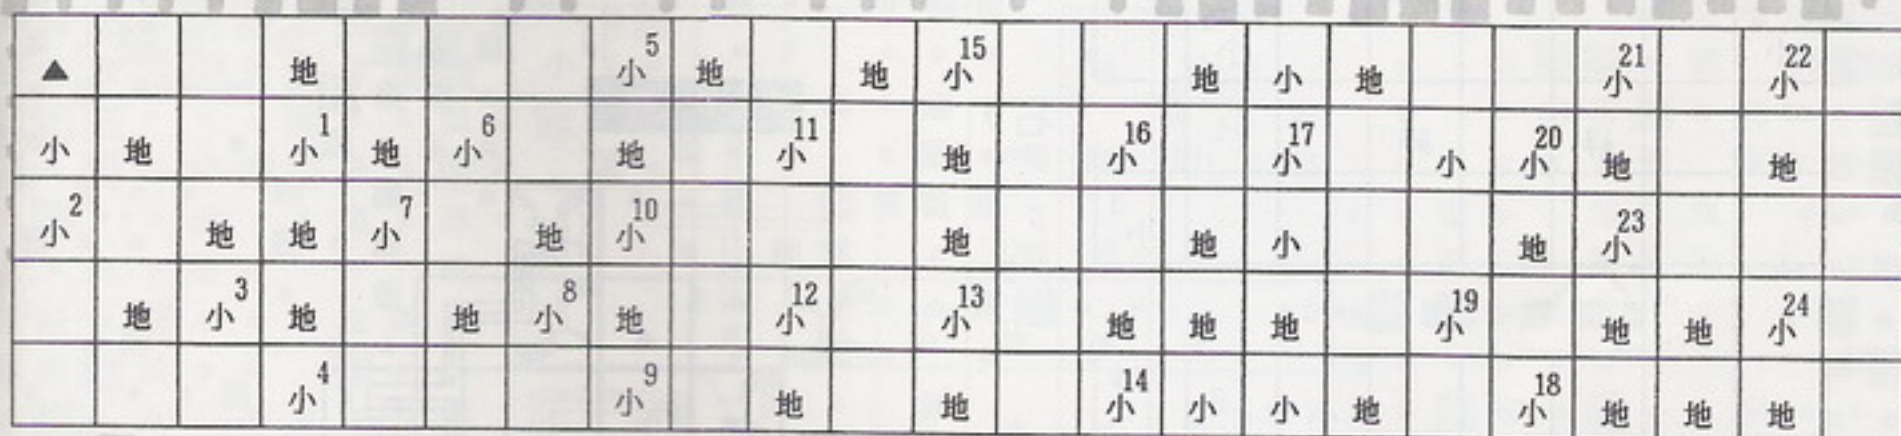 ▲ 地 小5 地 地 小15 地 小 地 小21 小22
小 地 小1 地 小6 地 小11 地 小16 小17 小 小20 地 地
小2 地 地 小7 地 小10 地 地 小 地 小23
地 小3 地 地 小8 地 小12 小13 地 地 地 小19 地 地 小24
小4 小9 地 地 小14 小 小 地 小18 地 地 地